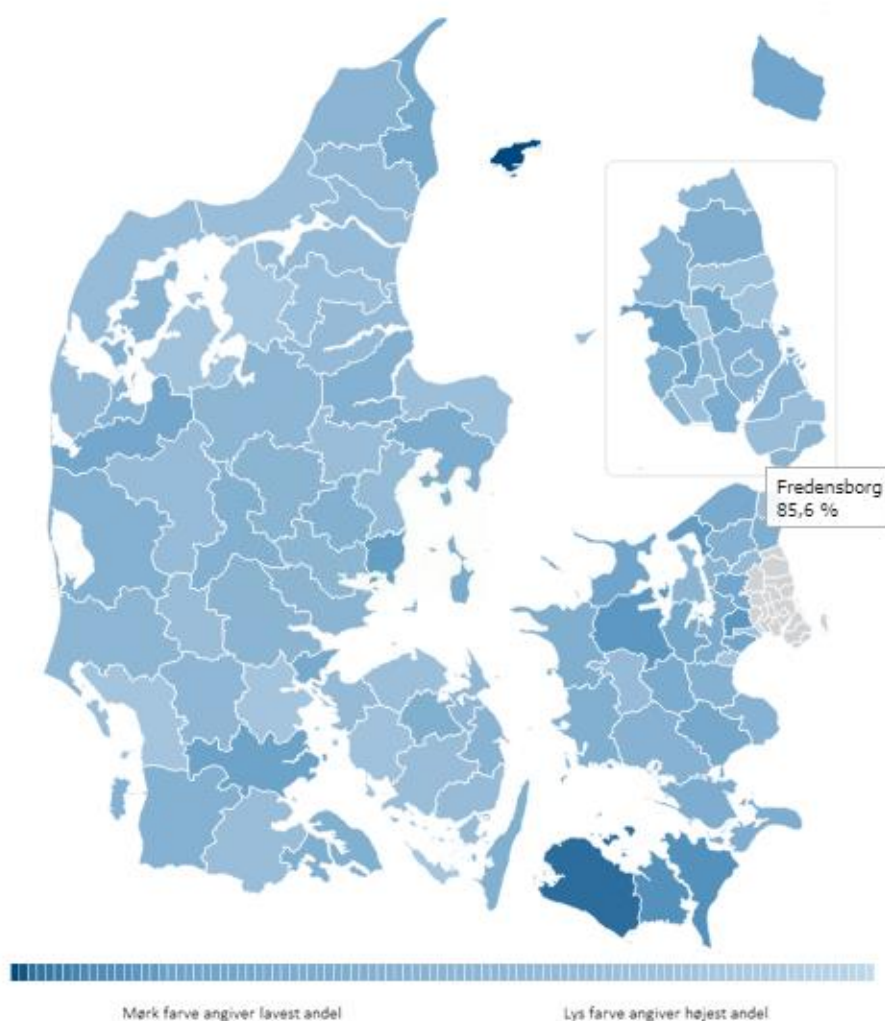 Fredensborg
85,6 %
Mørk farve angiver lavest andel
Lys farve angiver højest andel